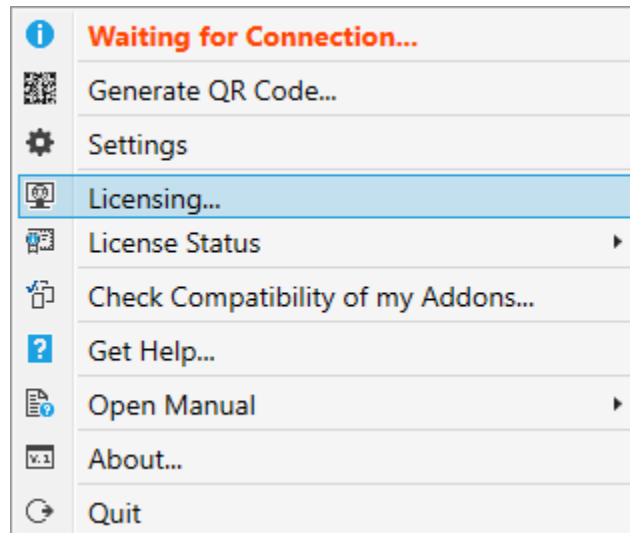 Waiting for Connection...
Generate QR Code...
Settings
Licensing...
License Status
Check Compatibility of my Addons...
Get Help...
Open Manual
V.1 About...
Quit